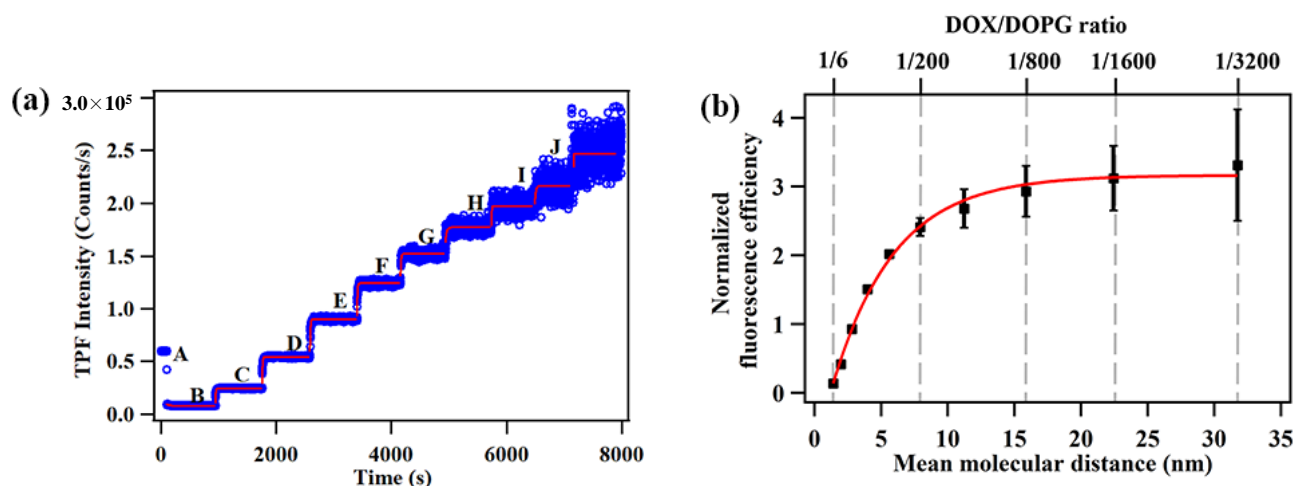 (a)
3.0×10⁵
2.5
2.0
1.5
1.0
0.5
0.0
TPF Intensity (Counts/s)
A
B
C
D
E
F
G
H
I
J
0
2000
4000
6000
8000
Time (s)
(b)
DOX/DOPG ratio
1/6
1/200
1/800
1/1600
1/3200
Normalized
fluorescence efficiency
4
3
2
1
0
0
5
10
15
20
25
30
35
Mean molecular distance (nm)